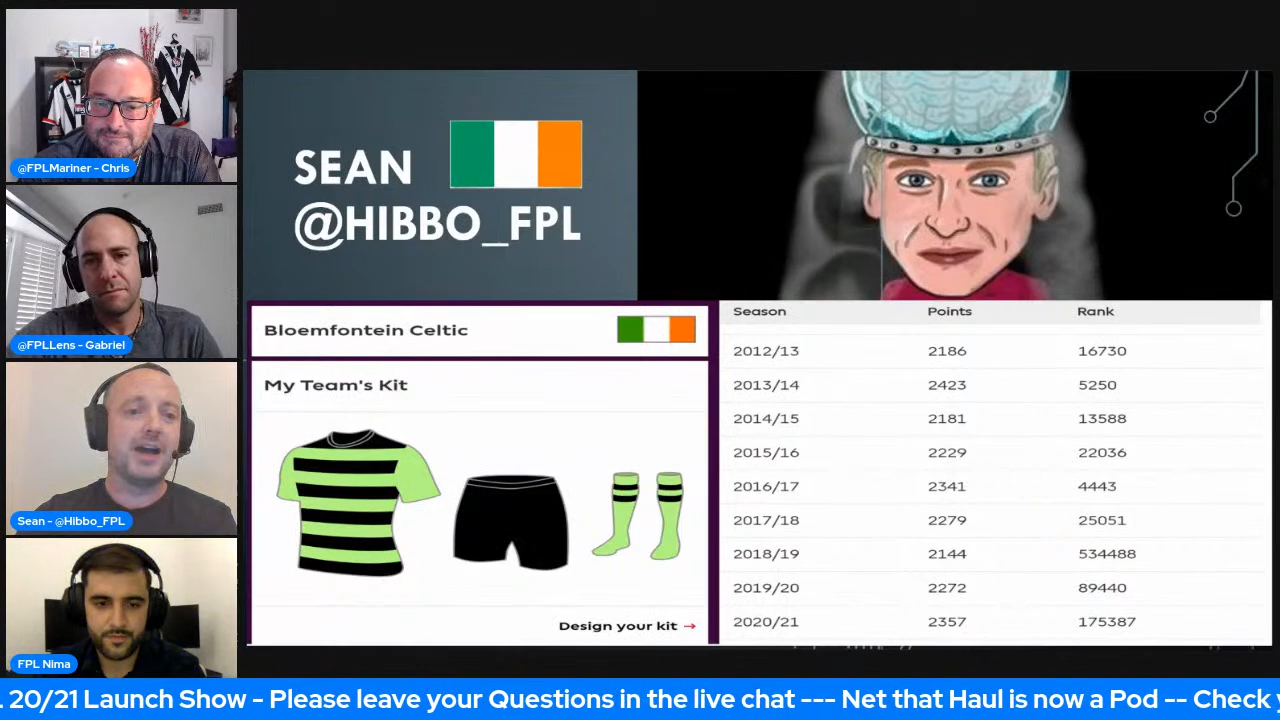 @FPLMariner - Chris
@FPLLens - Gabriel
Sean - @Hibbo_FPL
FPL Nima
SEAN
@HIBBO_FPL
Bloemfontein Celtic
My Team's Kit
Design your kit →
Season Points Rank
2012/13 2186 16730
2013/14 2423 5250
2014/15 2181 13588
2015/16 2229 22036
2016/17 2341 4443
2017/18 2279 25051
2018/19 2144 534488
2019/20 2272 89440
2020/21 2357 175387
. 20/21 Launch Show - Please leave your Questions in the live chat --- Net that Haul is now a Pod -- Check